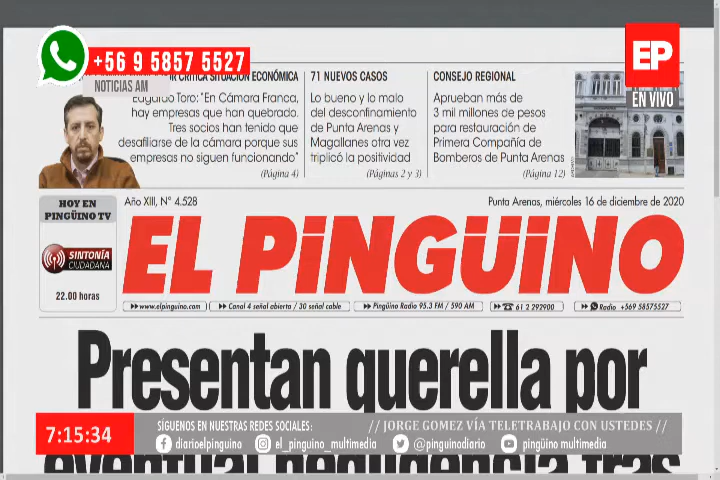 +56 9 5857 5527
NOTICIAS AM
EP
EN VIVO
CRÍTICA SITUACIÓN ECONÓMICA
Edgardo Toro: "En Cámara Franca,
hay empresas que han quebrado.
Tres socios han tenido que
desafiliarse de la cámara porque sus
empresas no siguen funcionando"
(Página 4)
71 NUEVOS CASOS
Lo bueno y lo malo
del desconfinamiento
de Punta Arenas y
Magallanes otra vez
triplicó la positividad
(Páginas 2 y 3)
CONSEJO REGIONAL
Aprueban más de
3 mil millones de pesos
para restauración de
Primera Compañía de
Bomberos de Punta Arenas
(Página 12)
HOY EN
PINGÜINO TV
SINTONÍA
CIUDADANA
22.00 horas
Año XIII, N° 4.528
Punta Arenas, miércoles 16 de diciembre de 2020
EL PiNGÜiNO
www.elpinguino.com
Canal 4 señal abierta / 30 señal cable
Pingüino Radio 95.3 FM / 590 AM
61 2 292900
Radio +569 58575527
Presentan querella por
7:15:34
SÍGUENOS EN NUESTRAS REDES SOCIALES:
// JORGE GOMEZ VÍA TELETRABAJO CON USTEDES //
diarioelpinguino
el_pinguino_multimedia
@pinguinodiario
pingüino multimedia
eventual negligencia tras